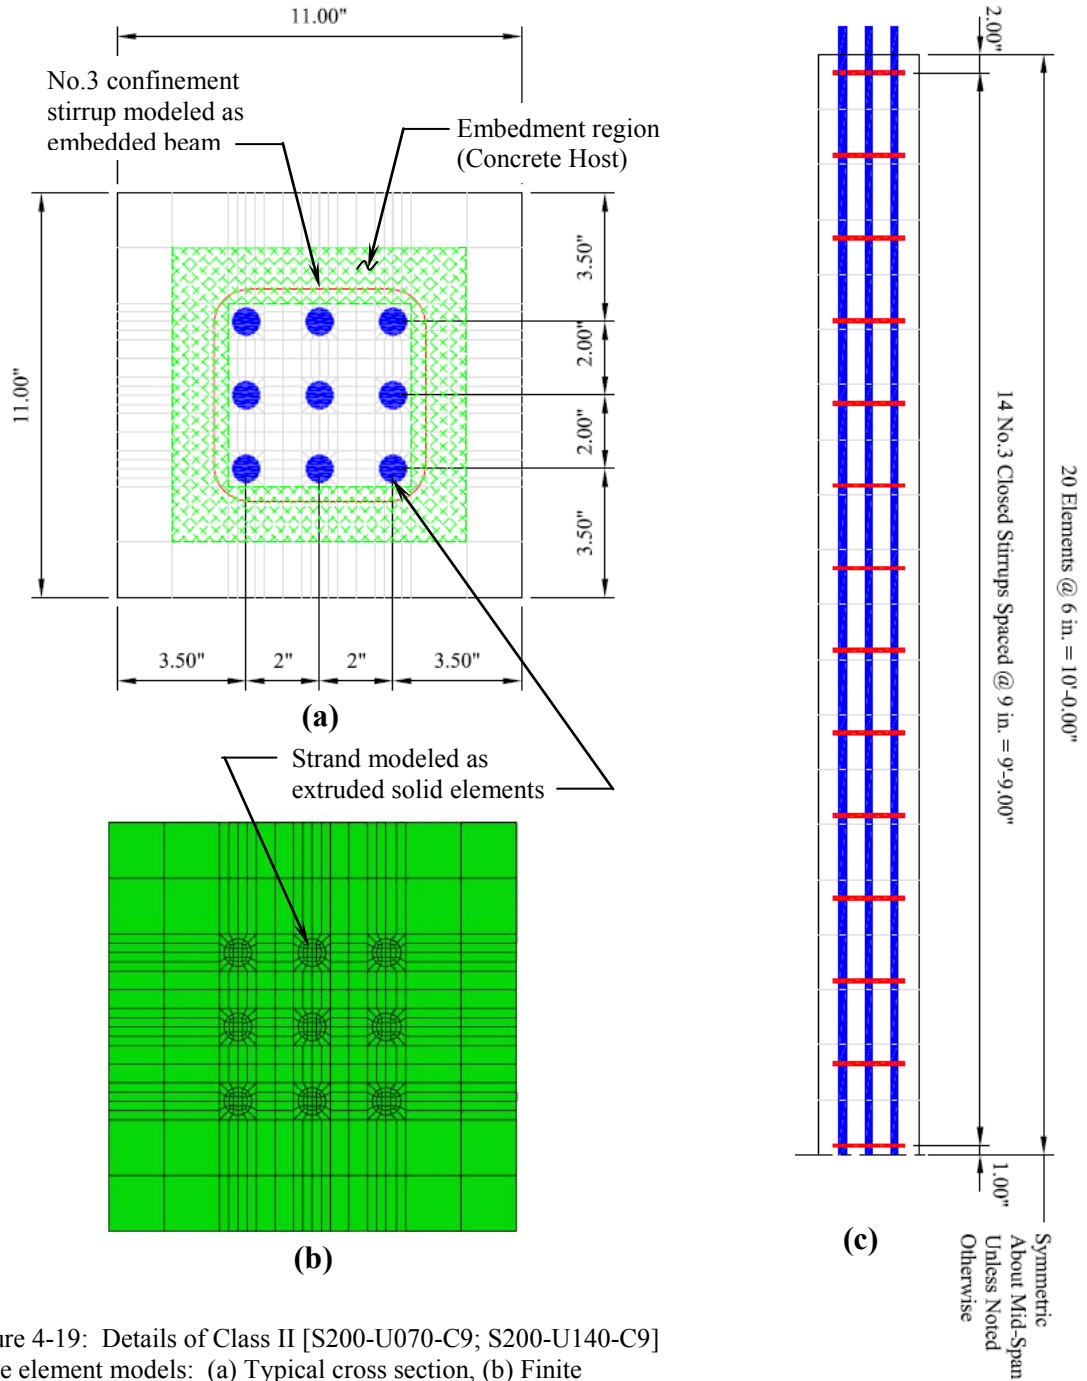 11.00"
No.3 confinement
stirrup modeled as
embedded beam
Embedment region
(Concrete Host)
11.00"
3.50"
2.00"
2.00"
3.50"
3.50"
2"
2"
3.50"
(a)
Strand modeled as
extruded solid elements
(b)
2.00"
14 No.3 Closed Stirrups Spaced @ 9 in. = 9'-9.00"
20 Elements @ 6 in. = 10'-0.00"
1.00"
Symmetric
About Mid-Span
Unless Noted
Otherwise
(c)
ure 4-19: Details of Class II [S200-U070-C9; S200-U140-C9]
e element models: (a) Typical cross section, (b) Finite